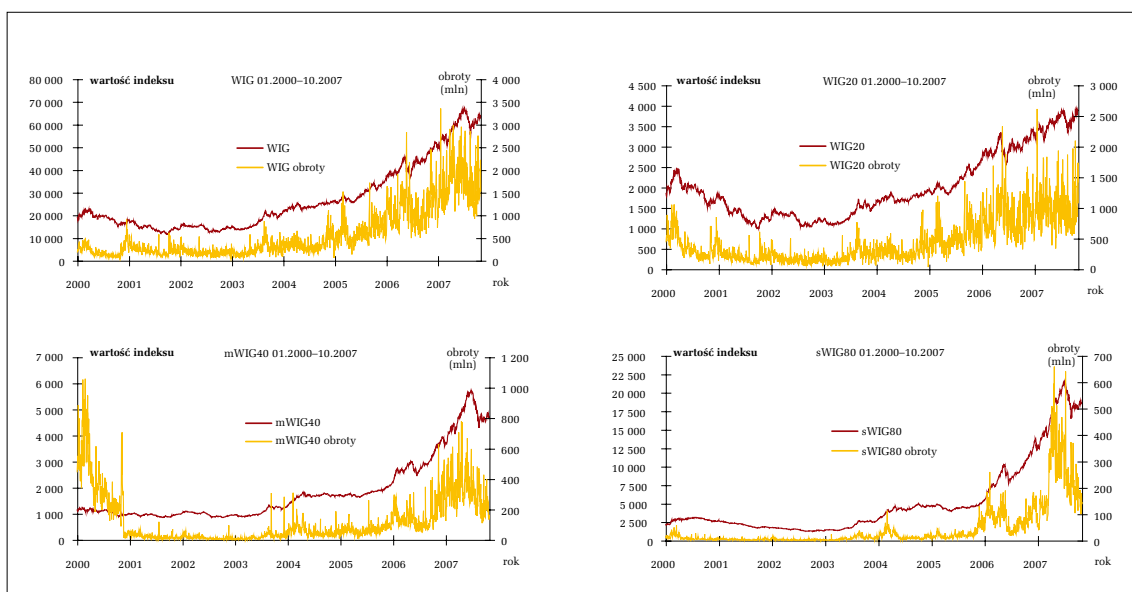 wartość indeksu WIG 01.2000–10.2007 obroty (mln)
80 000 4 000
70 000 3 500
60 000 3 000
50 000 2 500
40 000 2 000
30 000 1 500
20 000 1 000
10 000 500
0 0
WIG
WIG obroty
2000 2001 2002 2003 2004 2005 2006 2007
rok
wartość indeksu WIG20 01.2000–10.2007 obroty (mln)
4 500 3 000
4 000 2 500
3 500 2 000
3 000 1 500
2 500 1 000
2 000 500
1 500 0
1 000
500
0
WIG20
WIG20 obroty
2000 2001 2002 2003 2004 2005 2006 2007
rok
wartość indeksu mWIG40 01.2000–10.2007 obroty (mln)
7 000 1 200
6 000 1 000
5 000 800
4 000 600
3 000 400
2 000 200
1 000 0
0
mWIG40
mWIG40 obroty
2000 2001 2002 2003 2004 2005 2006 2007
rok
wartość indeksu sWIG80 01.2000–10.2007 obroty (mln)
25 000 700
22 500 600
20 000 500
17 500 400
15 000 300
12 500 200
10 000 100
7 500 0
5 000
2 500
0
sWIG80
sWIG80 obroty
2000 2001 2002 2003 2004 2005 2006 2007
rok